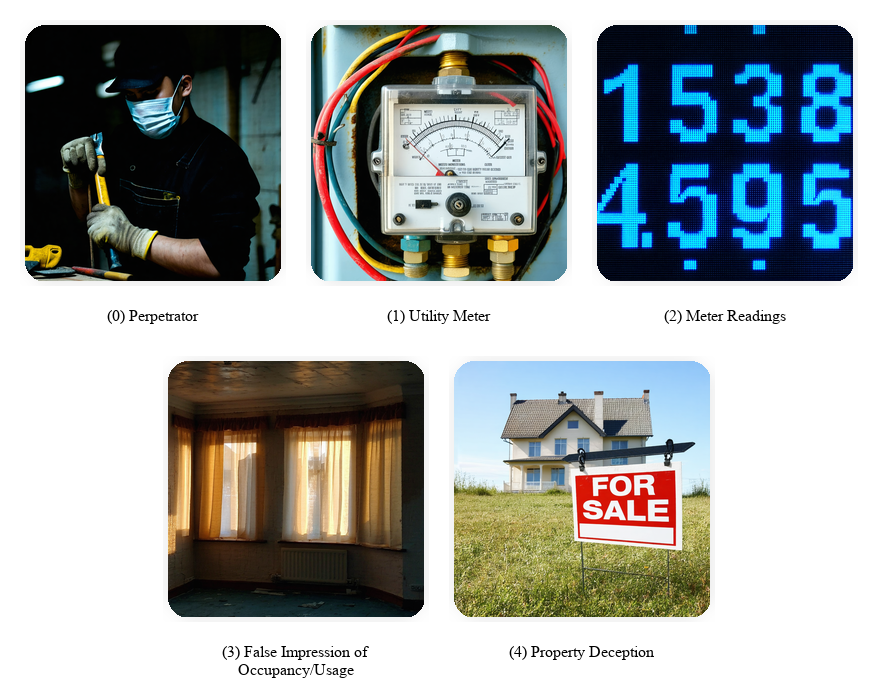 1538
4.595
(0) Perpetrator
(1) Utility Meter
(2) Meter Readings
FOR
SALE
(3) False Impression of
Occupancy/Usage
(4) Property Deception